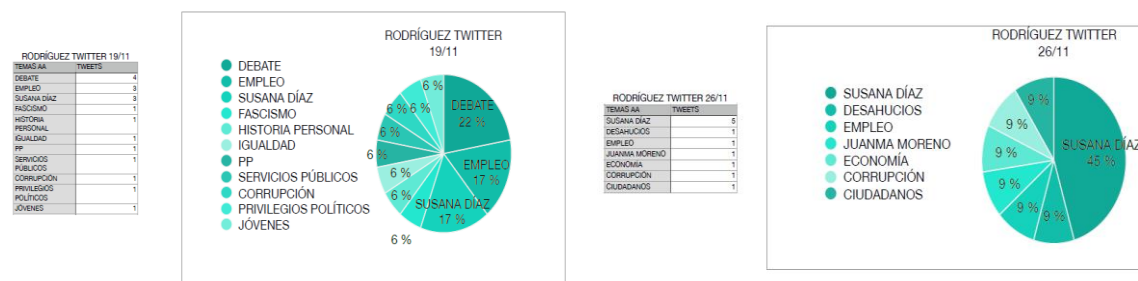 RODRÍGUEZ TWITTER 19/11
TEMAS AA TWEETS
DEBATE 4
EMPLEO 3
SUSANA DÍAZ 3
FASCISMO 1
HISTORIA 1
PERSONAL
IGUALDAD 1
PP 1
SERVICIOS 1
PÚBLICOS
CORRUPCIÓN 1
PRIVILEGIOS 1
POLÍTICOS
JÓVENES 1
RODRÍGUEZ TWITTER
19/11
DEBATE
EMPLEO
SUSANA DÍAZ
FASCISMO
HISTORIA PERSONAL
IGUALDAD
PP
SERVICIOS PÚBLICOS
CORRUPCIÓN
PRIVILEGIOS POLÍTICOS
JÓVENES
6 %
DEBATE
22 %
6 %
6 %
6 %
6 %
EMPLEO
17 %
6 %
6 %
SUSANA DÍAZ
17 %
6 %
RODRÍGUEZ TWITTER 26/11
TEMAS AA TWEETS
SUSANA DÍAZ 5
DESAHUCIOS 1
EMPLEO 1
JUANMA MORENO 1
ECONOMÍA 1
CORRUPCIÓN 1
CIUDADANOS 1
RODRÍGUEZ TWITTER
26/11
SUSANA DÍAZ
DESAHUCIOS
EMPLEO
JUANMA MORENO
ECONOMÍA
CORRUPCIÓN
CIUDADANOS
9 %
9 %
SUSANA DÍAZ
45 %
9 %
9 %
9 %
9 %